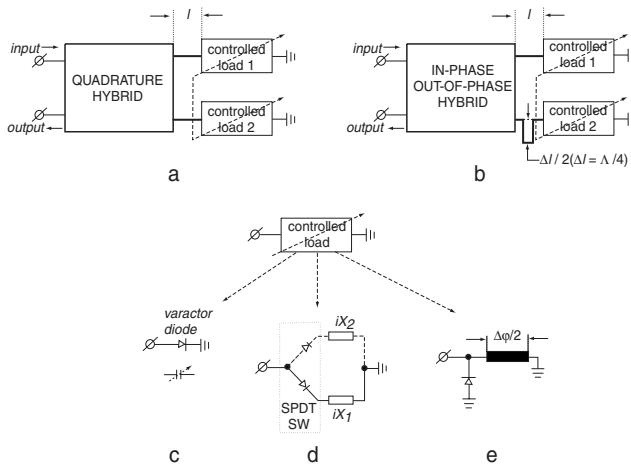 l
input
output
QUADRATURE
HYBRID
controlled
load 1
controlled
load 2
a
l
input
output
IN-PHASE
OUT-OF-PHASE
HYBRID
controlled
load 1
controlled
load 2
Δl / 2(Δl = Λ /4)
b
controlled
load
varactor
diode
c
iX2
iX1
SPDT
SW
d
Δφ/2
e